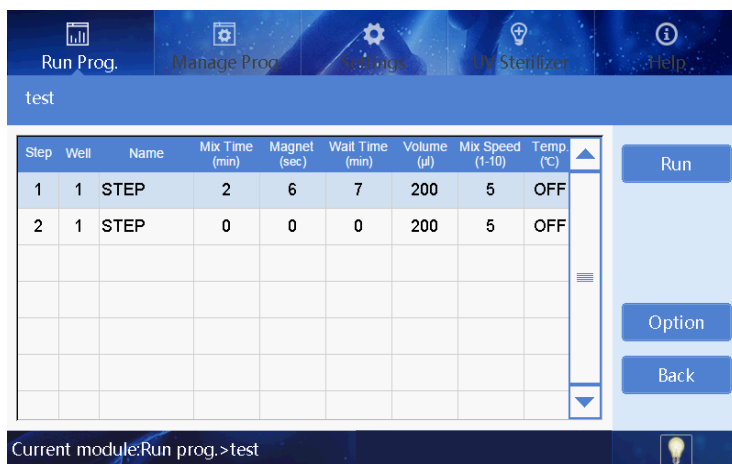 Run Prog. Manage Prog. Settings UV Sterilizer Help
test
Step Well Name Mix Time (min) Magnet (sec) Wait Time (min) Volume (μl) Mix Speed (1-10) Temp. (℃)
1 1 STEP 2 6 7 200 5 OFF
2 1 STEP 0 0 0 200 5 OFF
Run
Option
Back
Current module:Run prog.>test